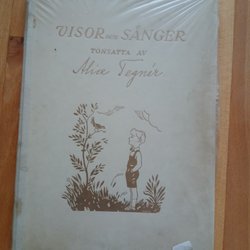 VISOR OCH SÅNGER
TONSATTA AV
Alice Tegnér